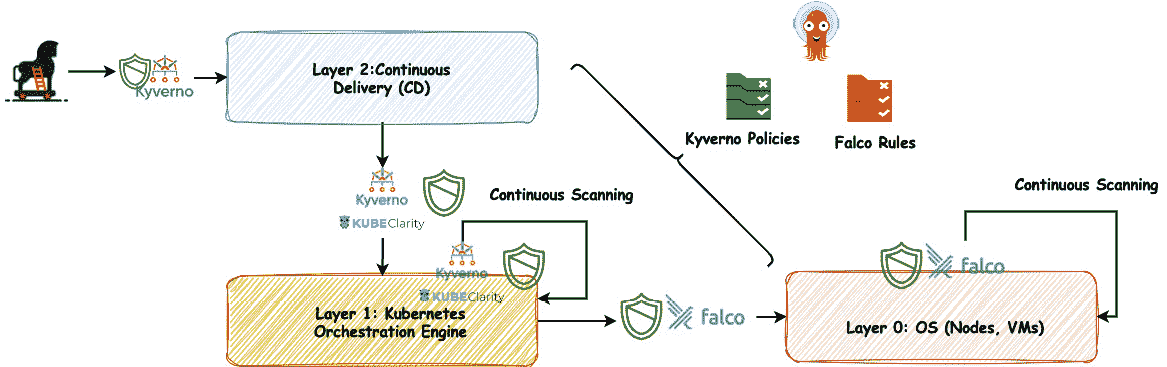 Kyverno
Layer 2:Continuous
Delivery (CD)
Kyverno Policies
Falco Rules
Kyverno
KUBEClarity
Continuous Scanning
Continuous Scanning
Kyverno
KUBEClarity
falco
Layer 1: Kubernetes
Orchestration Engine
falco
Layer 0: OS (Nodes, VMs)